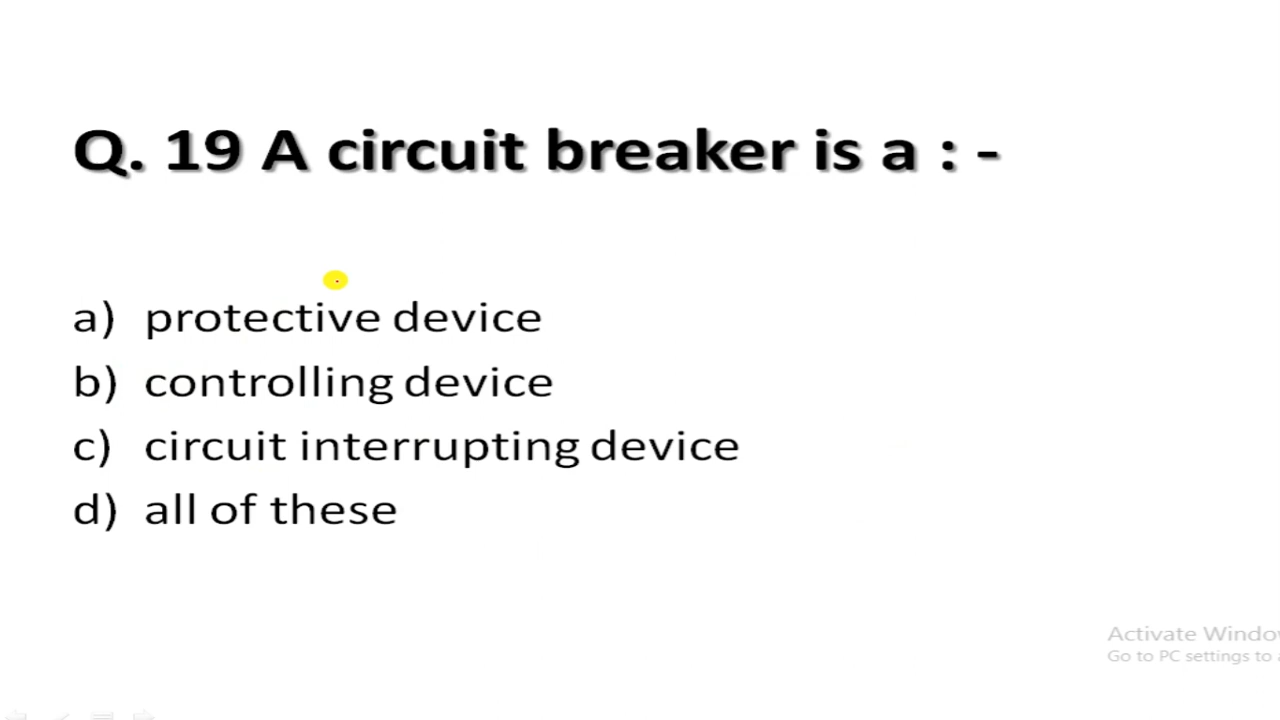 Q. 19 A circuit breaker is a : -
a) protective device
b) controlling device
c) circuit interrupting device
d) all of these
Activate Window
Go to PC settings to a